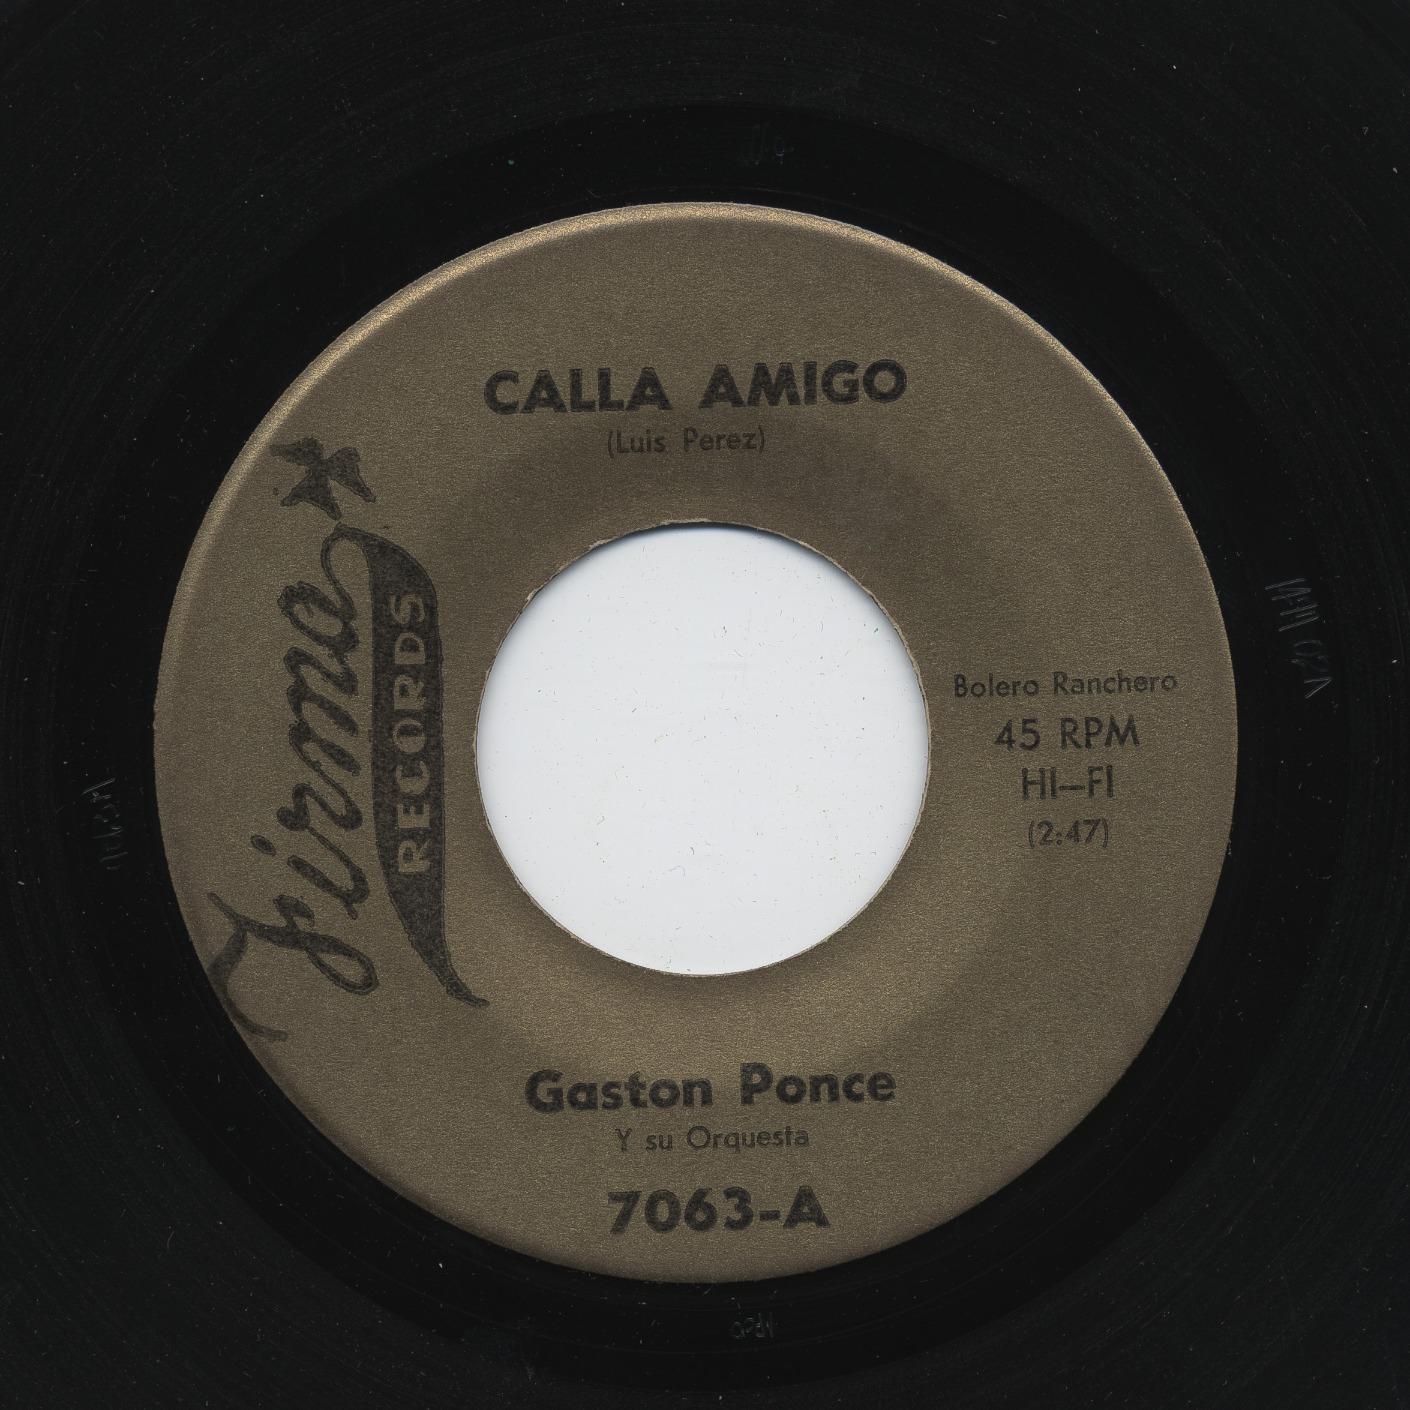 CALLA AMIGO
(Luis Perez)
Firma
RECORDS
Bolero Ranchero
45 RPM
HI-FI
(2:47)
Gaston Ponce
Y su Orquesta
7063-A